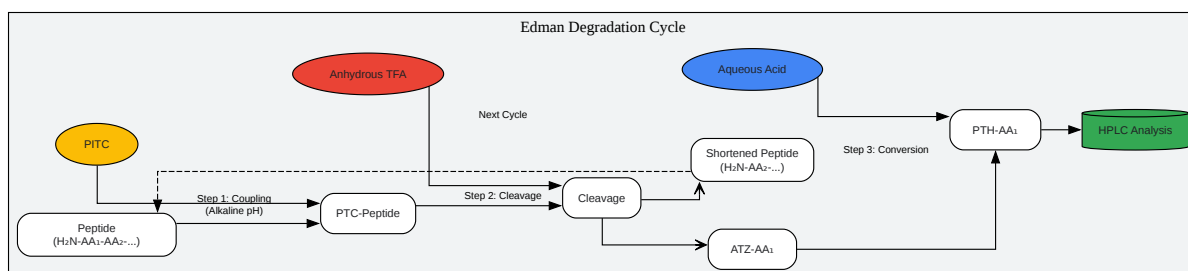 Edman Degradation Cycle
Anhydrous TFA
Aqueous Acid
Next Cycle
PITC
PTH-AA₁
HPLC Analysis
Shortened Peptide
(H₂N-AA₂-...)
Step 3: Conversion
Step 1: Coupling
(Alkaline pH)
Step 2: Cleavage
Cleavage
PTC-Peptide
Peptide
(H₂N-AA₁-AA₂-...)
ATZ-AA₁